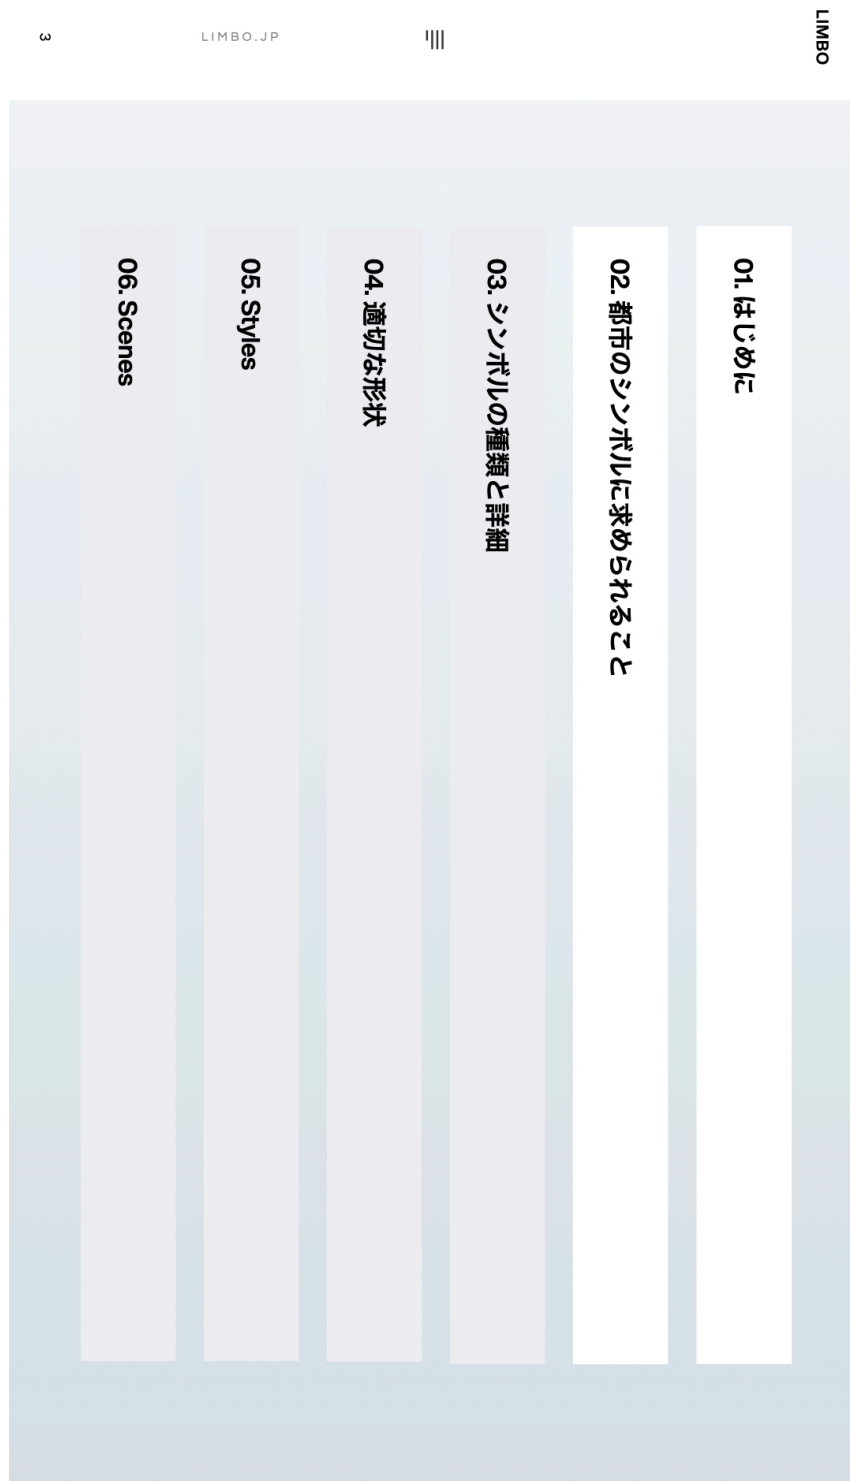 LIMBO
LIMBO.JP
3
01. はじめに
02. 都市のシンボルに求められること
03. シンボルの種類と詳細
04. 適切な形状
05. Styles
06. Scenes